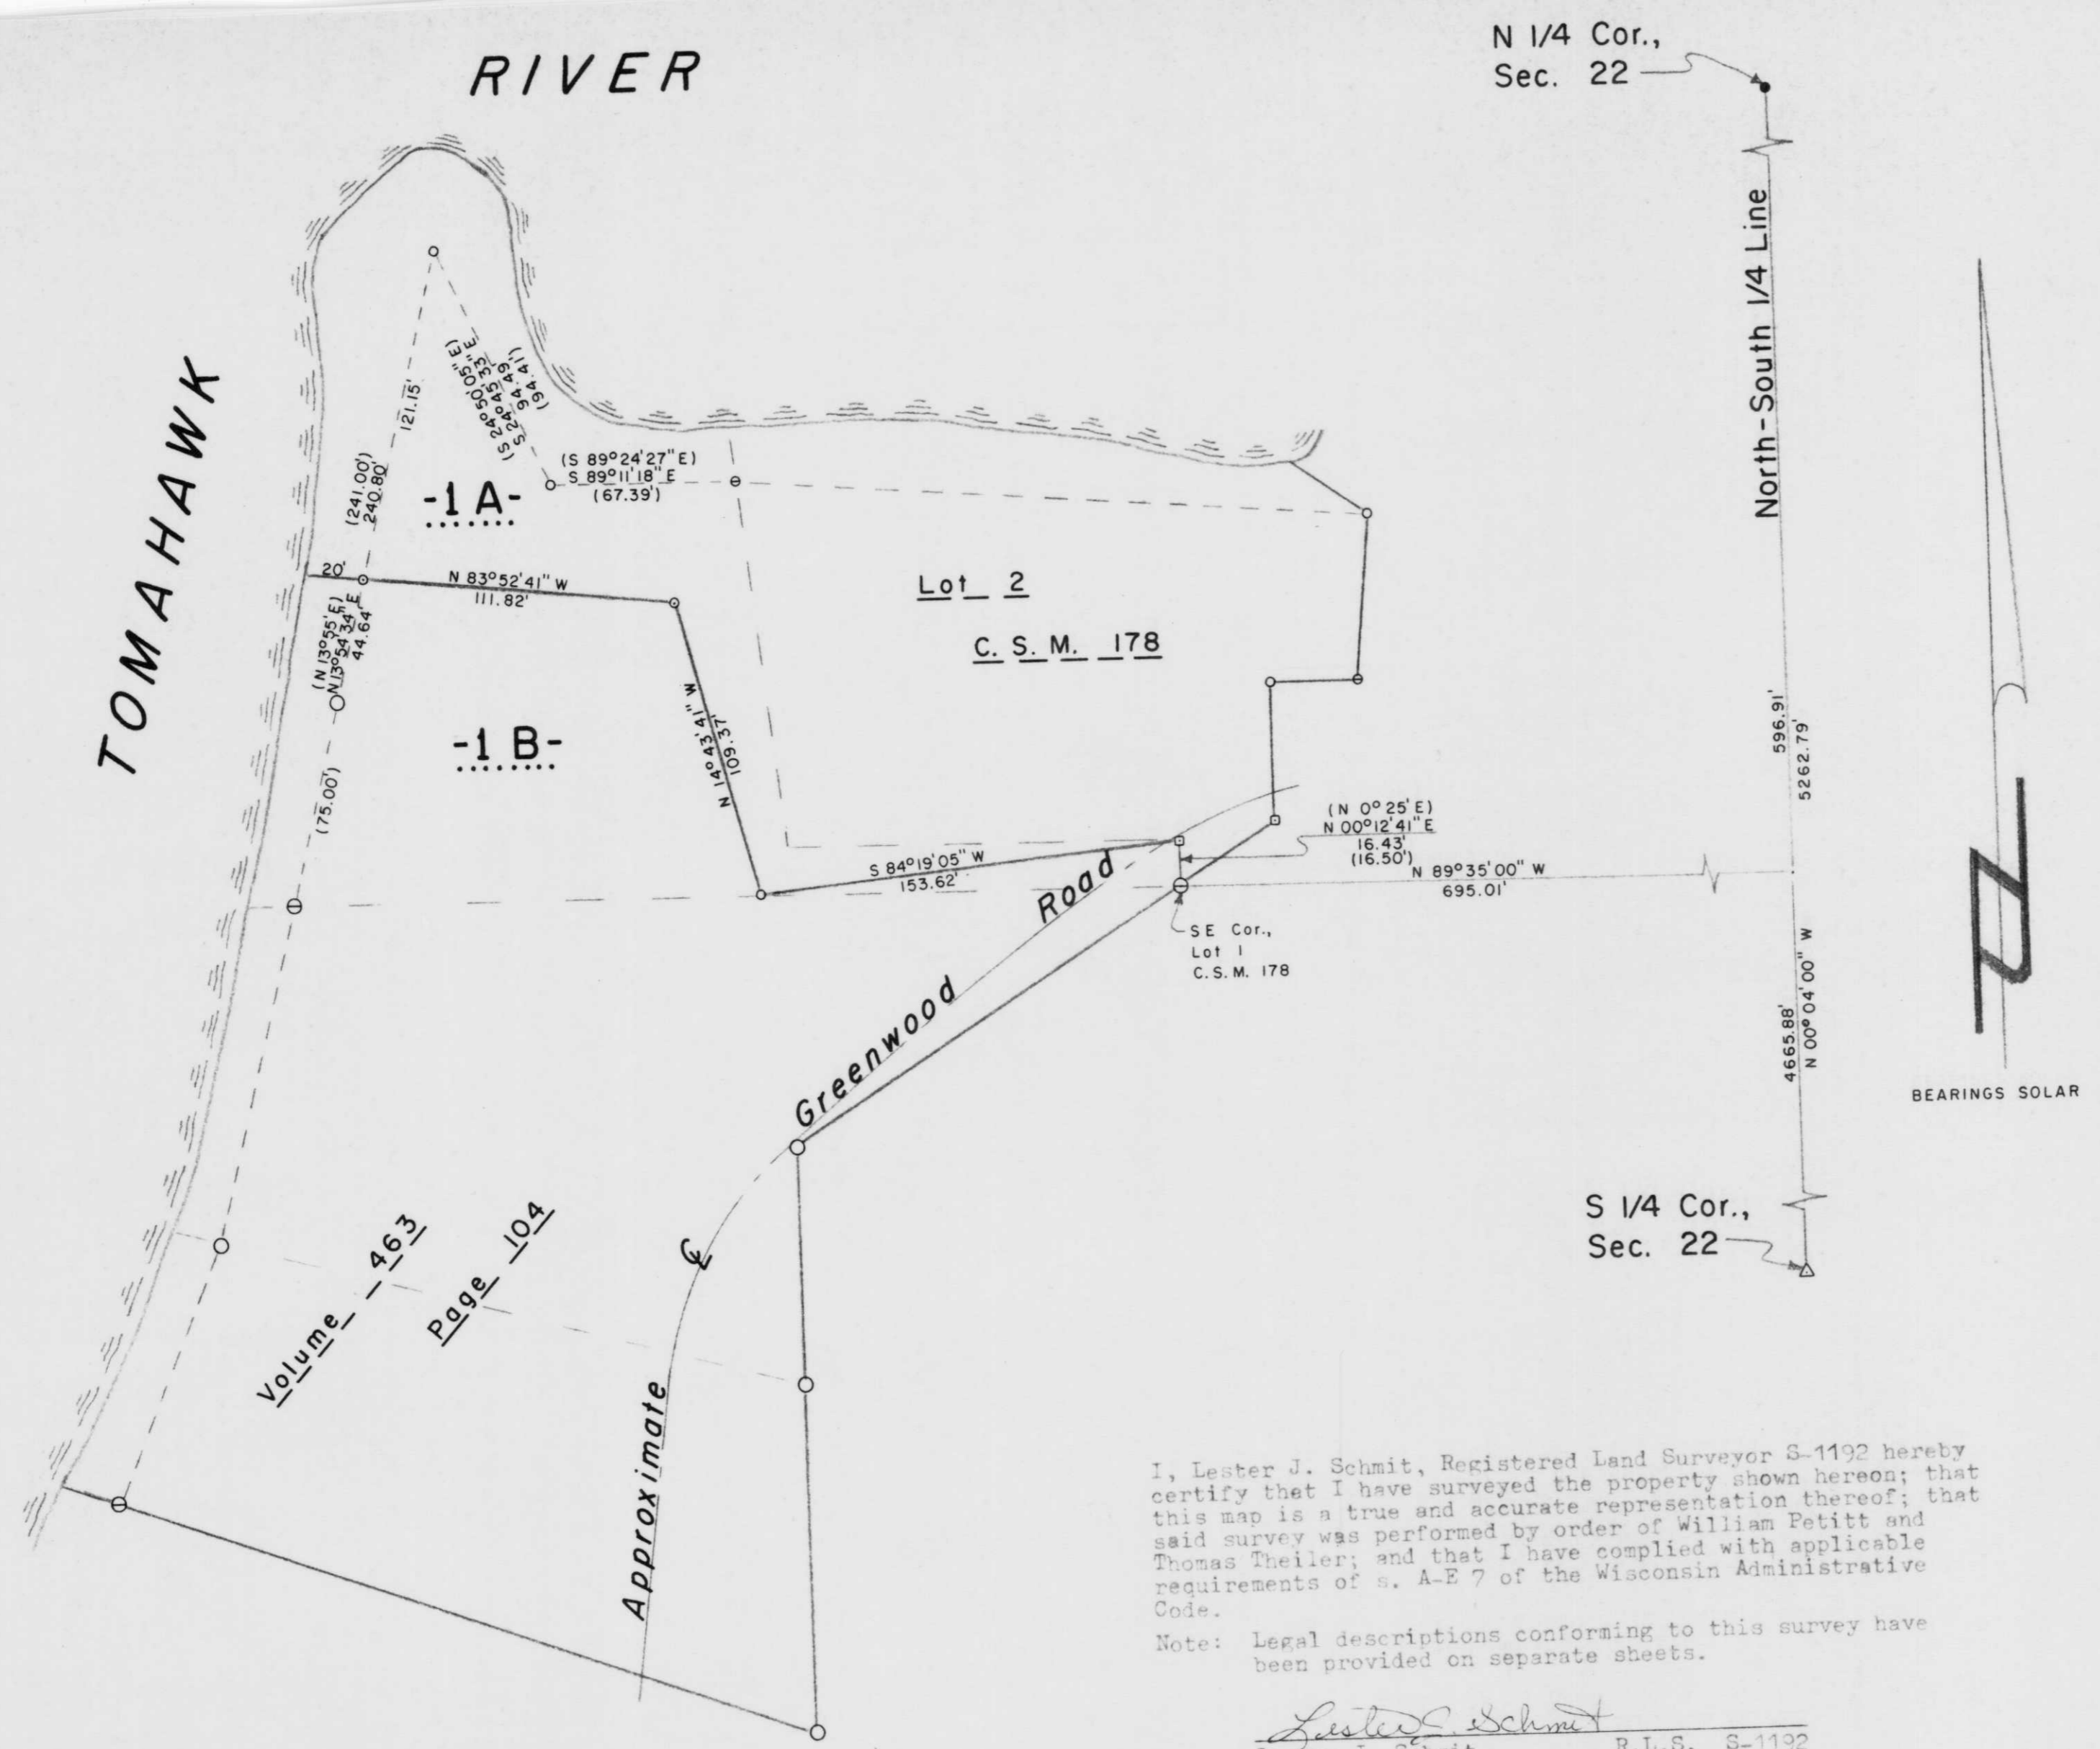 RIVER
TOMAHAWK
N 1/4 Cor.,
Sec. 22
North-South 1/4 Line
121.15'
(S 24°50'05" E)
S 24°45'33" E
94.49'
(94.41')
(241.00')
240.80'
-1 A-
(S 89°24'27" E)
S 89°11'18" E
(67.39')
20'
N 83°52'41" W
111.82'
(N 13°55' E)
N 13°54'34" E
44.64'
Lot 2
C. S. M. 178
-1 B-
(75.00')
N 14°43'41" W
109.37'
S 84°19'05" W
153.62'
(N 0°25' E)
N 00°12'41" E
16.43'
(16.50')
N 89°35'00" W
695.01'
596.91'
5262.79'
SE Cor.,
Lot 1
C.S.M. 178
4665.88'
N 00°04'00" W
N
BEARINGS SOLAR
Approximate ℄ Greenwood Road
S 1/4 Cor.,
Sec. 22
Volume 463
Page 104
I, Lester J. Schmit, Registered Land Surveyor S-1192 hereby
certify that I have surveyed the property shown hereon; that
this map is a true and accurate representation thereof; that
said survey was performed by order of William Petitt and
Thomas Theiler; and that I have complied with applicable
requirements of s. A-E 7 of the Wisconsin Administrative
Code.
Note: Legal descriptions conforming to this survey have
been provided on separate sheets.
R.L.S. S-1192